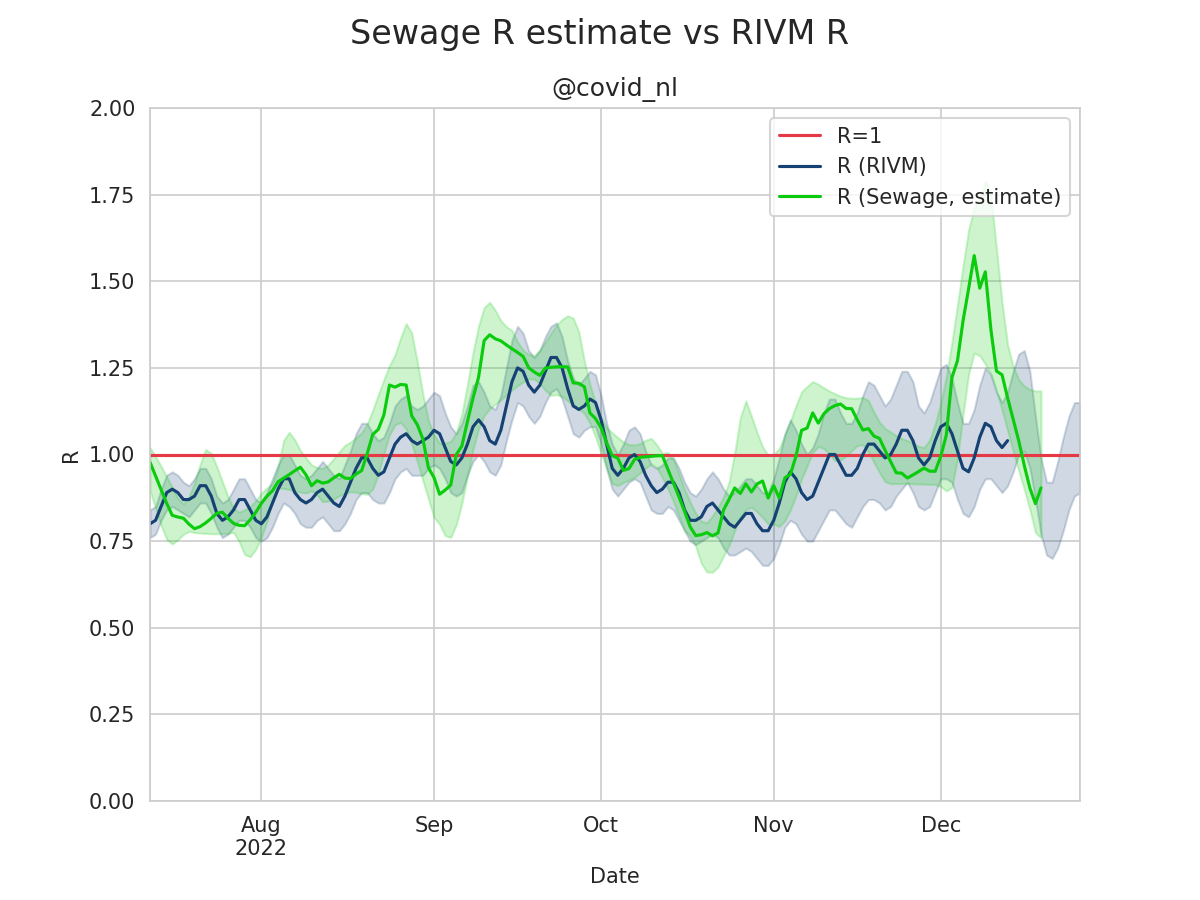 Sewage R estimate vs RIVM R
@covid_nl
R=1
R (RIVM)
R (Sewage, estimate)
2.00
1.75
1.50
1.25
1.00
0.75
0.50
0.25
0.00
R
Aug
2022
Sep
Oct
Nov
Dec
Date